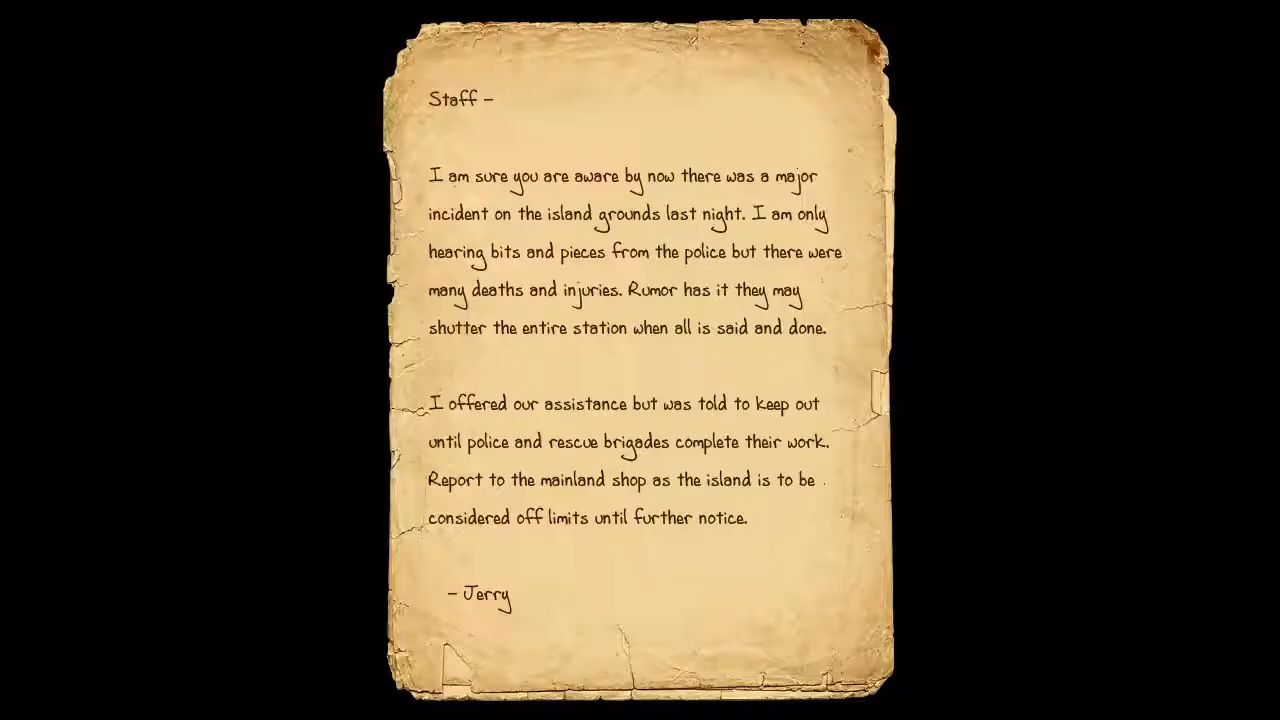 Staff -
I am sure you are aware by now there was a major
incident on the island grounds last night. I am only
hearing bits and pieces from the police but there were
many deaths and injuries. Rumor has it they may
shutter the entire station when all is said and done.
I offered our assistance but was told to keep out
until police and rescue brigades complete their work.
Report to the mainland shop as the island is to be
considered off limits until further notice.
- Jerry